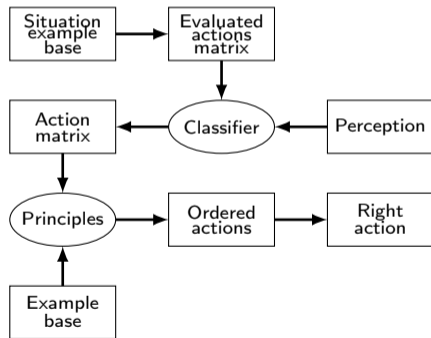 Situation
example
base
Evaluated
actions
matrix
Action
matrix
Classifier
Perception
Principles
Ordered
actions
Right
action
Example
base